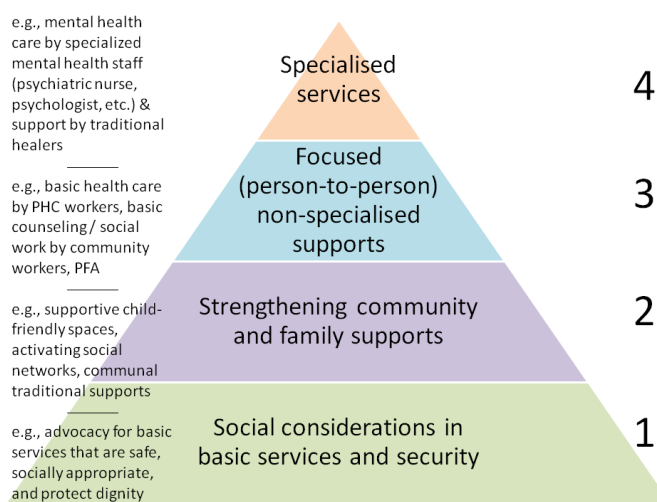 e.g., mental health
care by specialized
mental health staff
(psychiatric nurse,
psychologist, etc.) &
support by traditional
healers
Specialised
services
4
e.g., basic health care
by PHC workers, basic
counseling / social
work by community
workers, PFA
Focused
(person-to-person)
non-specialised
supports
3
e.g., supportive child-
friendly spaces,
activating social
networks, communal
traditional supports
Strengthening community
and family supports
2
e.g., advocacy for basic
services that are safe,
socially appropriate,
and protect dignity
Social considerations in
basic services and security
1